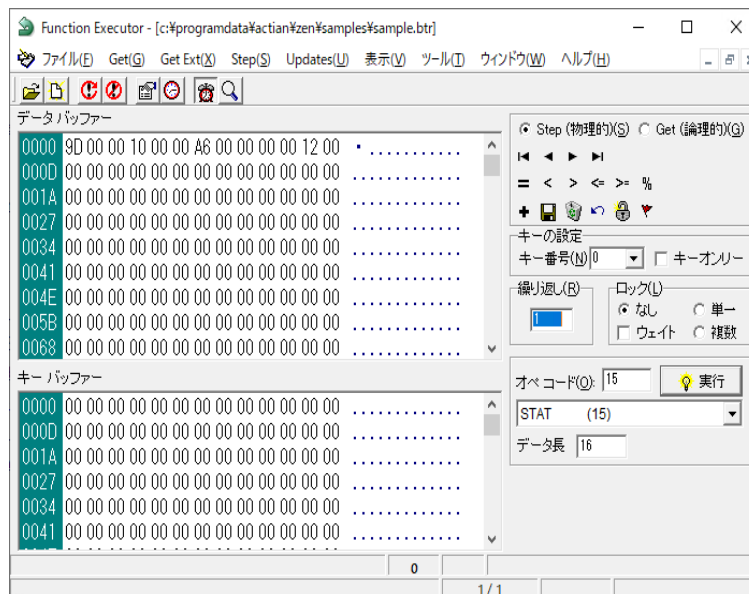 Function Executor - [c:¥programdata¥actian¥zen¥samples¥sample.btr]
ファイル(F) Get(G) Get Ext(X) Step(S) Updates(U) 表示(V) ツール(T) ウィンドウ(W) ヘルプ(H)
データ バッファー
0000 9D 00 00 10 00 00 A6 00 00 00 00 12 00 • . . . . . . . . . . . .
000D 00 00 00 00 00 00 00 00 00 00 00 00 00 . . . . . . . . . . . . .
001A 00 00 00 00 00 00 00 00 00 00 00 00 00 . . . . . . . . . . . . .
0027 00 00 00 00 00 00 00 00 00 00 00 00 00 . . . . . . . . . . . . .
0034 00 00 00 00 00 00 00 00 00 00 00 00 00 . . . . . . . . . . . . .
0041 00 00 00 00 00 00 00 00 00 00 00 00 00 . . . . . . . . . . . . .
004E 00 00 00 00 00 00 00 00 00 00 00 00 00 . . . . . . . . . . . . .
005B 00 00 00 00 00 00 00 00 00 00 00 00 00 . . . . . . . . . . . . .
0068 00 00 00 00 00 00 00 00 00 00 00 00 00 . . . . . . . . . . . . .
キー バッファー
0000 00 00 00 00 00 00 00 00 00 00 00 00 00 . . . . . . . . . . . . .
000D 00 00 00 00 00 00 00 00 00 00 00 00 00 . . . . . . . . . . . . .
001A 00 00 00 00 00 00 00 00 00 00 00 00 00 . . . . . . . . . . . . .
0027 00 00 00 00 00 00 00 00 00 00 00 00 00 . . . . . . . . . . . . .
0034 00 00 00 00 00 00 00 00 00 00 00 00 00 . . . . . . . . . . . . .
0041 00 00 00 00 00 00 00 00 00 00 00 00 00 . . . . . . . . . . . . .
Step (物理的)(S) Get (論理的)(G)
= < > <= >= %
キーの設定
キー番号(N) 0 キーオンリー
繰り返し(R)
1
ロック(L)
なし 単一
ウェイト 複数
オペ コード(O): 15 実行
STAT (15)
データ長 16
0
1/1